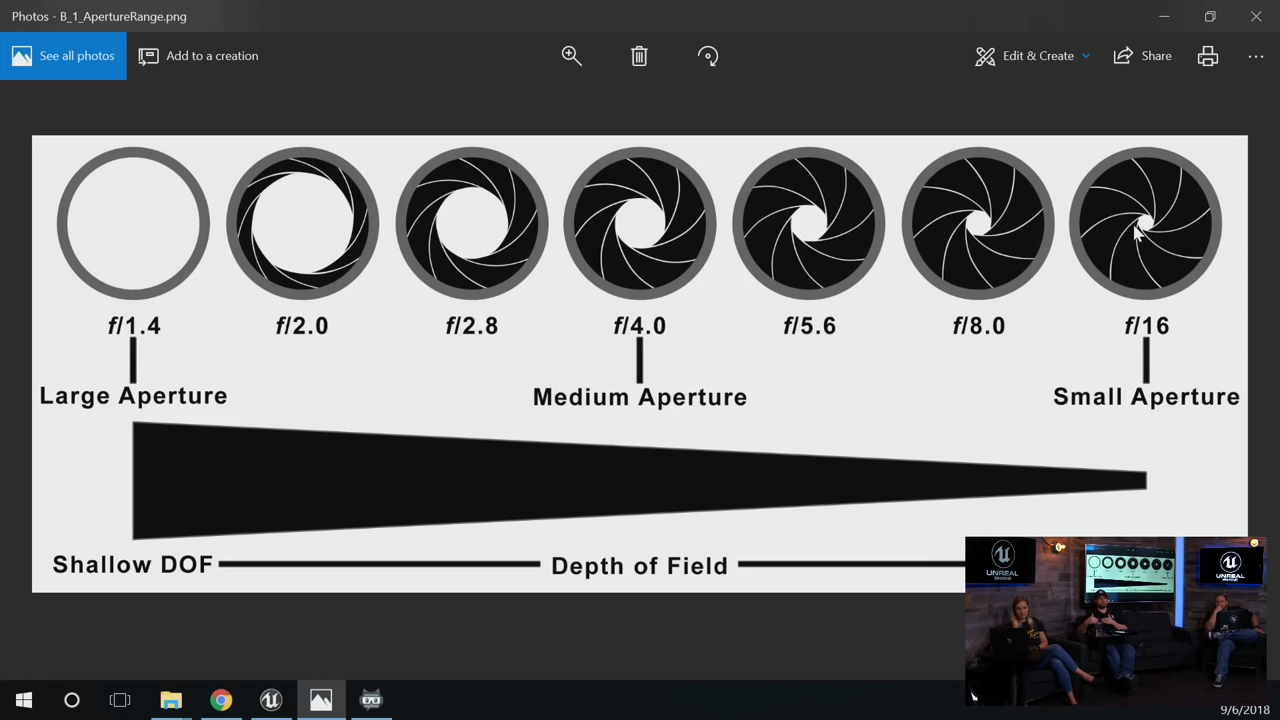 Photos - B_1_ApertureRange.png
See all photos
Add to a creation
Edit & Create
Share
f/1.4
f/2.0
f/2.8
f/4.0
f/5.6
f/8.0
f/16
Large Aperture
Medium Aperture
Small Aperture
Shallow DOF
Depth of Field
UNREAL
UNREAL
9/6/2018